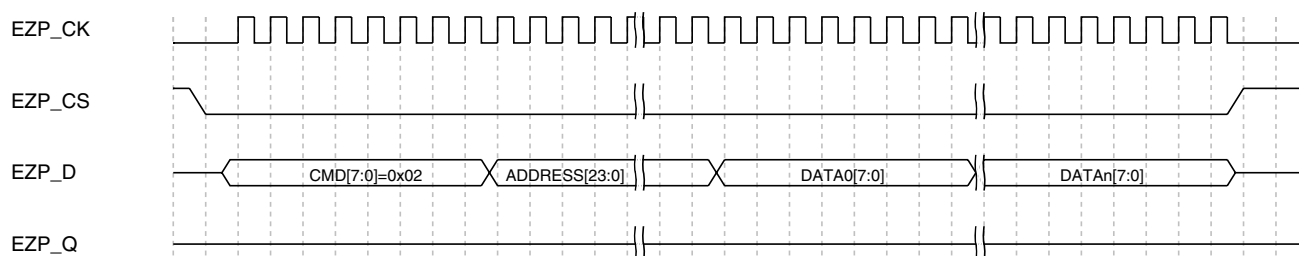 EZP_CK
EZP_CS
EZP_D CMD[7:0]=0x02 ADDRESS[23:0] DATA0[7:0] DATAn[7:0]
EZP_Q